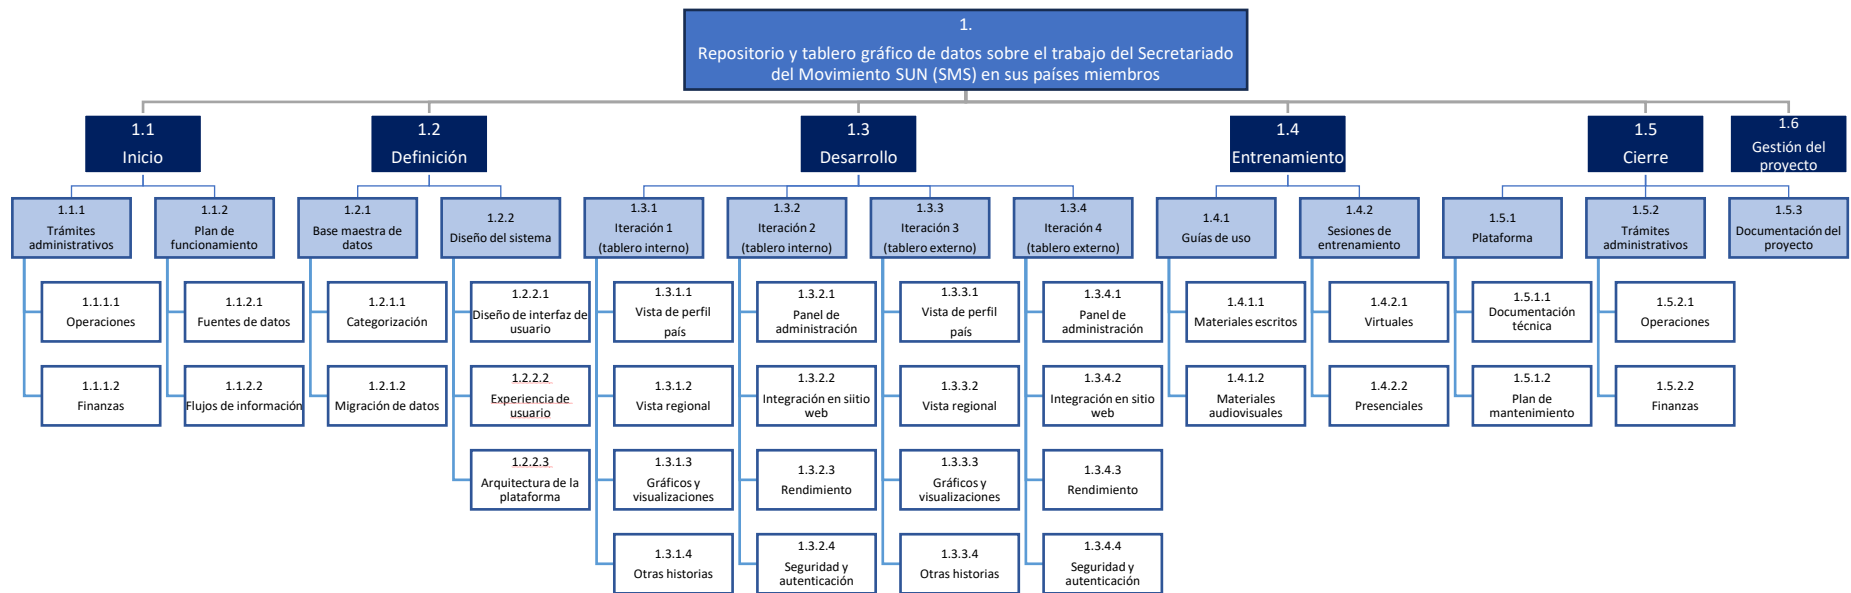 1.
Repositorio y tablero gráfico de datos sobre el trabajo del Secretariado
del Movimiento SUN (SMS) en sus países miembros
1.1
Inicio
1.2
Definición
1.3
Desarrollo
1.4
Entrenamiento
1.5
Cierre
1.6
Gestión del
proyecto
1.1.1
Trámites
administrativos
1.1.2
Plan de
funcionamiento
1.2.1
Base maestra de
datos
1.2.2
Diseño del sistema
1.3.1
Iteración 1
(tablero interno)
1.3.2
Iteración 2
(tablero interno)
1.3.3
Iteración 3
(tablero externo)
1.3.4
Iteración 4
(tablero externo)
1.4.1
Guías de uso
1.4.2
Sesiones de
entrenamiento
1.5.1
Plataforma
1.5.2
Trámites
administrativos
1.5.3
Documentación del
proyecto
1.1.1.1
Operaciones
1.1.2.1
Fuentes de datos
1.2.1.1
Categorización
1.2.2.1
Diseño de interfaz de
usuario
1.3.1.1
Vista de perfil
país
1.3.2.1
Panel de
administración
1.3.3.1
Vista de perfil
país
1.3.4.1
Panel de
administración
1.4.1.1
Materiales escritos
1.4.2.1
Virtuales
1.5.1.1
Documentación
técnica
1.5.2.1
Operaciones
1.1.1.2
Finanzas
1.1.2.2
Flujos de información
1.2.1.2
Migración de datos
1.2.2.2
Experiencia de
usuario
1.3.1.2
Vista regional
1.3.2.2
Integración en siitio
web
1.3.3.2
Vista regional
1.3.4.2
Integración en sitio
web
1.4.1.2
Materiales
audiovisuales
1.4.2.2
Presenciales
1.5.1.2
Plan de
mantenimiento
1.5.2.2
Finanzas
1.2.2.3
Arquitectura de la
plataforma
1.3.1.3
Gráficos y
visualizaciones
1.3.2.3
Rendimiento
1.3.3.3
Gráficos y
visualizaciones
1.3.4.3
Rendimiento
1.3.1.4
Otras historias
1.3.2.4
Seguridad y
autenticación
1.3.3.4
Otras historias
1.3.4.4
Seguridad y
autenticación